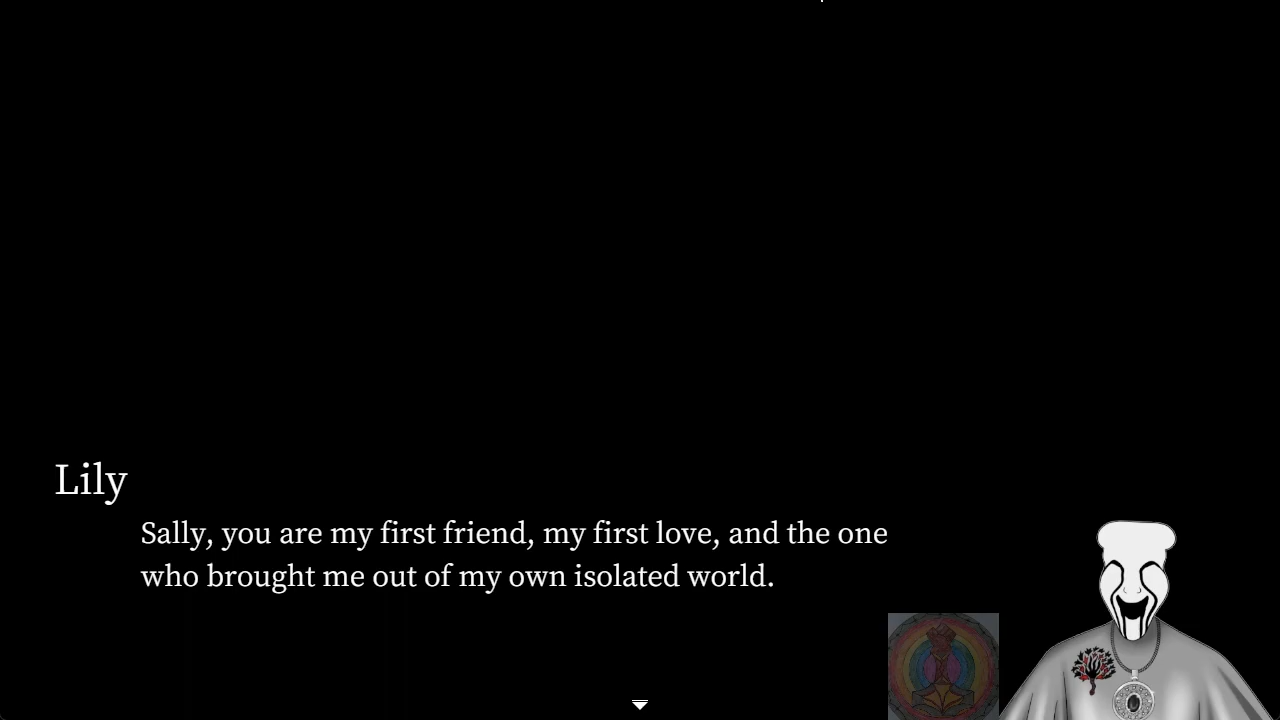 Lily
Sally, you are my first friend, my first love, and the one
who brought me out of my own isolated world.